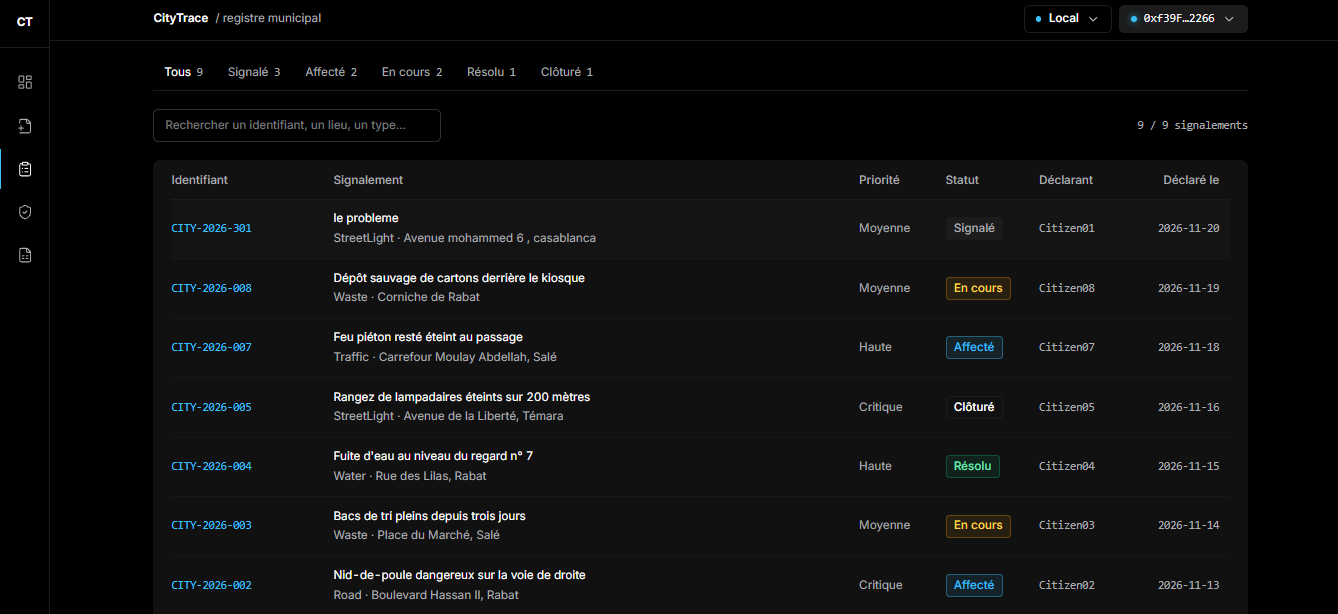 CT
CityTrace / registre municipal
Local
0xf39F…2266
Tous 9 Signalé 3 Affecté 2 En cours 2 Résolu 1 Clôturé 1
Rechercher un identifiant, un lieu, un type...
9 / 9 signalements
Identifiant Signalement Priorité Statut Déclarant Déclaré le
le probleme
CITY-2026-301 Moyenne Signalé Citizen01 2026-11-20
StreetLight · Avenue mohammed 6 , casablanca
Dépôt sauvage de cartons derrière le kiosque
CITY-2026-008 Moyenne En cours Citizen08 2026-11-19
Waste · Corniche de Rabat
Feu piéton resté éteint au passage
CITY-2026-007 Haute Affecté Citizen07 2026-11-18
Traffic · Carrefour Moulay Abdellah, Salé
Rangez de lampadaires éteints sur 200 mètres
CITY-2026-005 Critique Clôturé Citizen05 2026-11-16
StreetLight · Avenue de la Liberté, Témara
Fuite d'eau au niveau du regard n° 7
CITY-2026-004 Haute Résolu Citizen04 2026-11-15
Water · Rue des Lilas, Rabat
Bacs de tri pleins depuis trois jours
CITY-2026-003 Moyenne En cours Citizen03 2026-11-14
Waste · Place du Marché, Salé
Nid-de-poule dangereux sur la voie de droite
CITY-2026-002 Critique Affecté Citizen02 2026-11-13
Road · Boulevard Hassan II, Rabat